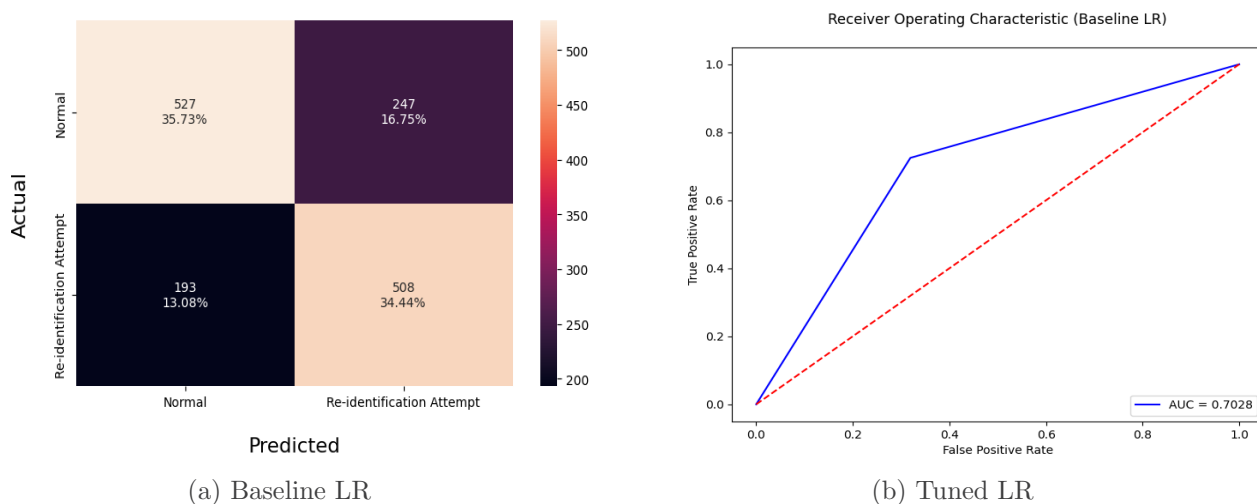 Actual
Normal
Re-identification Attempt
527
35.73%
247
16.75%
193
13.08%
508
34.44%
Normal
Re-identification Attempt
Predicted
500
450
400
350
300
250
200
(a) Baseline LR
Receiver Operating Characteristic (Baseline LR)
True Positive Rate
1.0
0.8
0.6
0.4
0.2
0.0
AUC = 0.7028
0.0
0.2
0.4
0.6
0.8
1.0
False Positive Rate
(b) Tuned LR